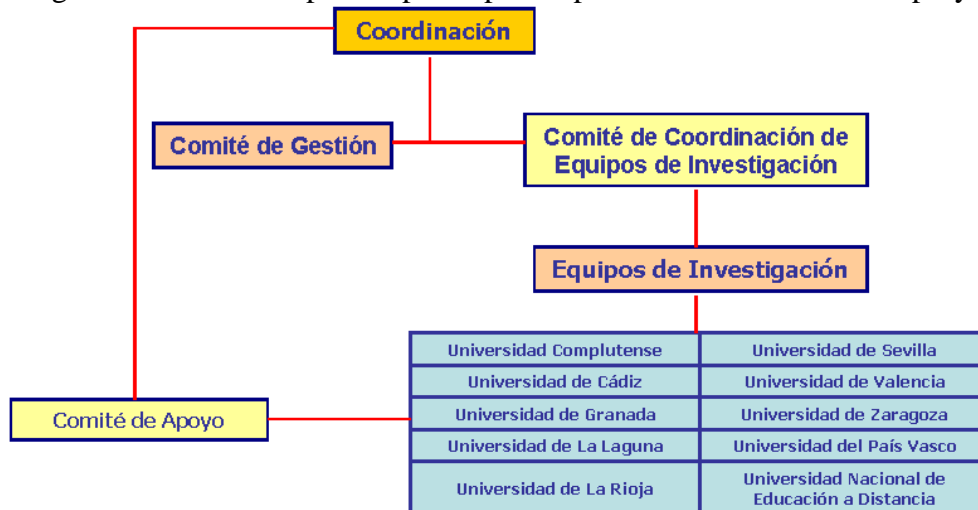 Coordinación
Comité de Gestión
Comité de Coordinación de
Equipos de Investigación
Equipos de Investigación
Universidad Complutense
Universidad de Sevilla
Universidad de Cádiz
Universidad de Valencia
Comité de Apoyo
Universidad de Granada
Universidad de Zaragoza
Universidad de La Laguna
Universidad del País Vasco
Universidad de La Rioja
Universidad Nacional de
Educación a Distancia